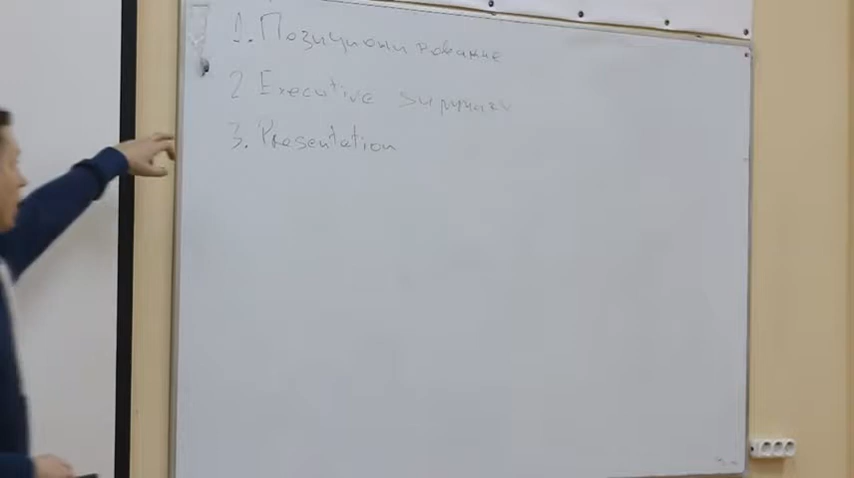 1. Позиционирование
2 Executive summary
3. Presentation